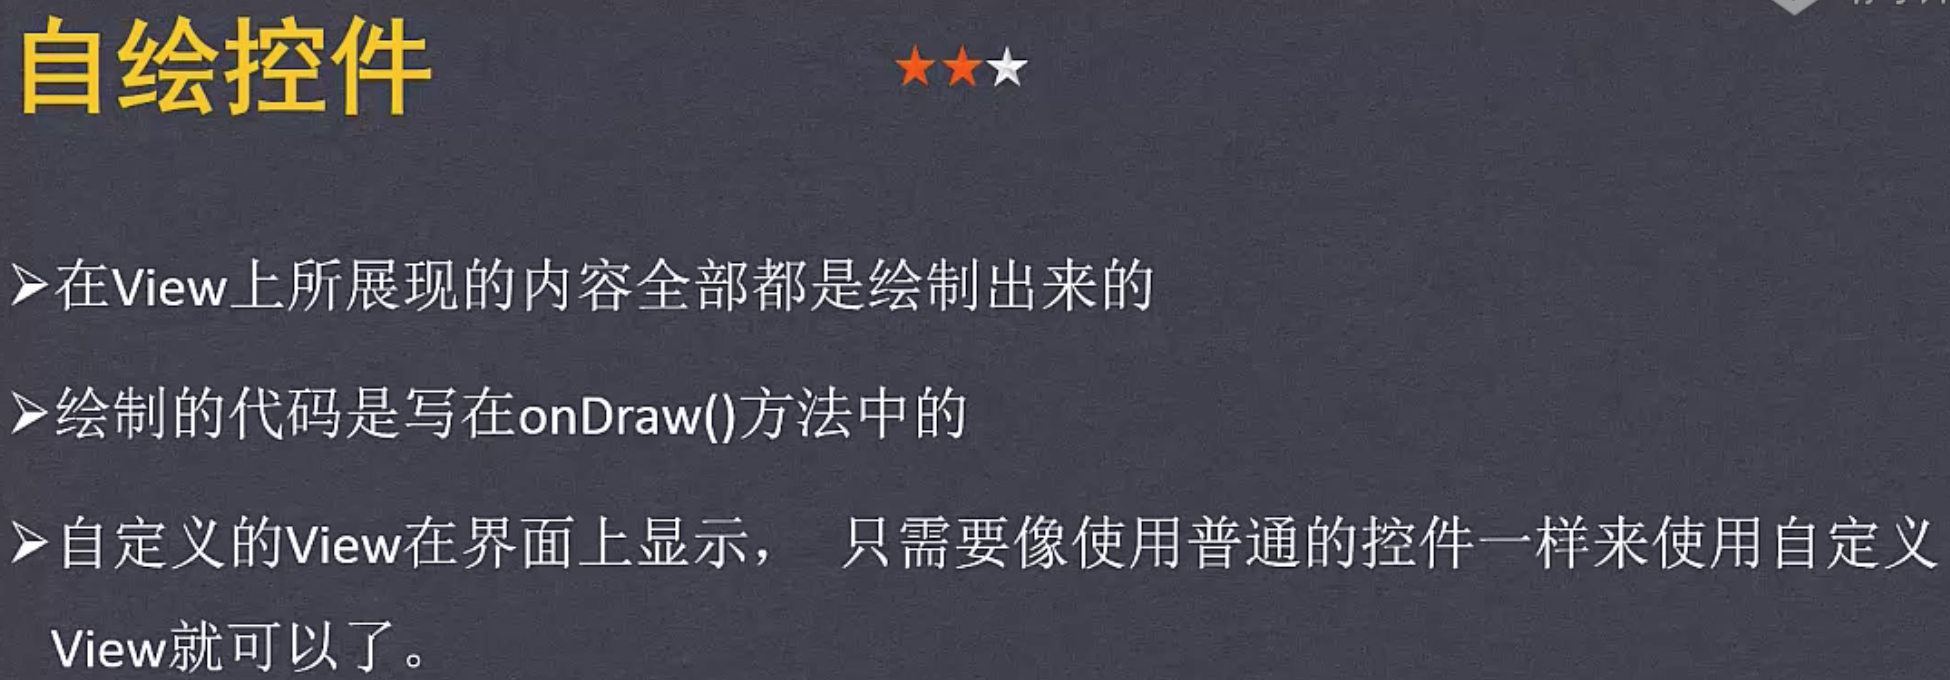 自绘控件
➢在View上所展现的内容全部都是绘制出来的
➢绘制的代码是写在onDraw()方法中的
➢自定义的View在界面上显示， 只需要像使用普通的控件一样来使用自定义
View就可以了。